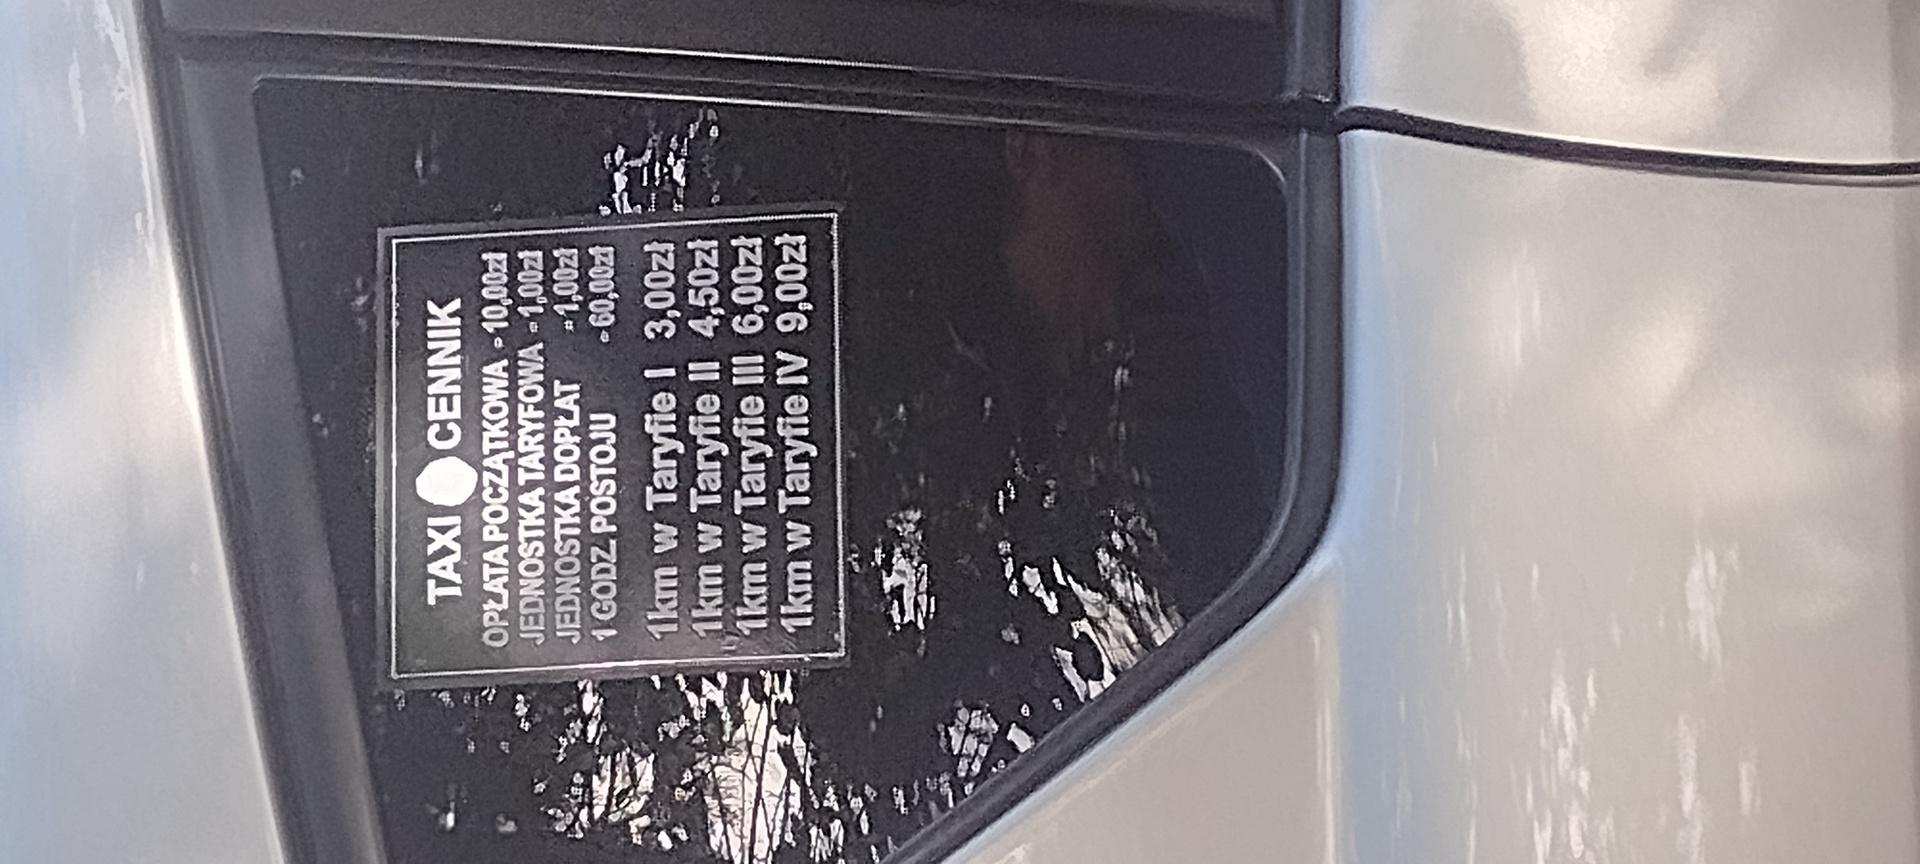 TAXI CENNIK
OPŁATA POCZĄTKOWA = 10,00zł
JEDNOSTKA TARYFOWA = 1,00zł
JEDNOSTKA DOPŁAT = 1,00zł
1 GODZ. POSTOJU = 60,00zł
1km w Taryfie I 3,00zł
1km w Taryfie II 4,50zł
1km w Taryfie III 6,00zł
1km w Taryfie IV 9,00zł